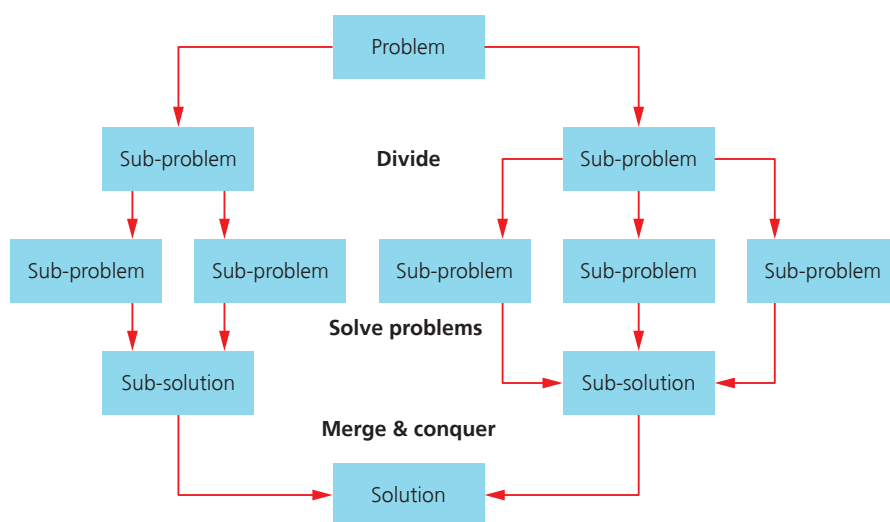 Problem
Sub-problem
Divide
Sub-problem
Sub-problem
Sub-problem
Sub-problem
Sub-problem
Sub-problem
Solve problems
Sub-solution
Sub-solution
Merge & conquer
Solution